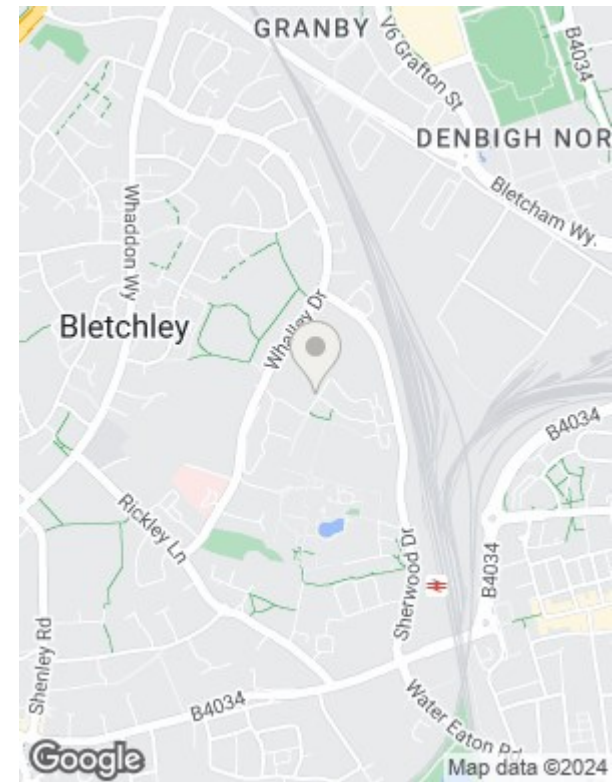 GRANBY
V6 Grafton St
B4034
DENBIGH NOR
Bletcham Wy.
Whaddon Wy
Bletchley
Whalley Dr
B4034
Rickley Ln
Sherwood Dr
B4034
Shenley Rd
B4034
Water Eaton Rd
Google
Map data ©2024